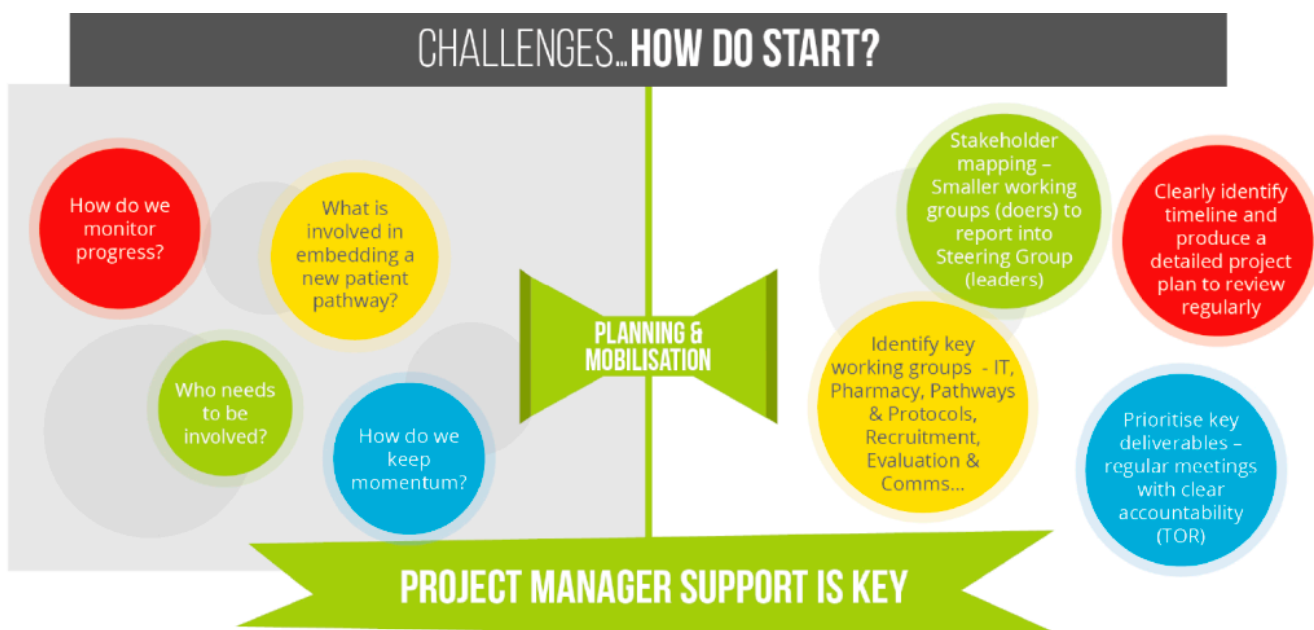 CHALLENGES...HOW DO START?
How do we
monitor
progress?
What is
involved in
embedding a
new patient
pathway?
Who needs
to be
involved?
How do we
keep
momentum?
PLANNING &
MOBILISATION
Stakeholder
mapping –
Smaller working
groups (doers) to
report into
Steering Group
(leaders)
Clearly identify
timeline and
produce a
detailed project
plan to review
regularly
Identify key
working groups - IT,
Pharmacy, Pathways
& Protocols,
Recruitment,
Evaluation &
Comms...
Prioritise key
deliverables –
regular meetings
with clear
accountability
(TOR)
PROJECT MANAGER SUPPORT IS KEY